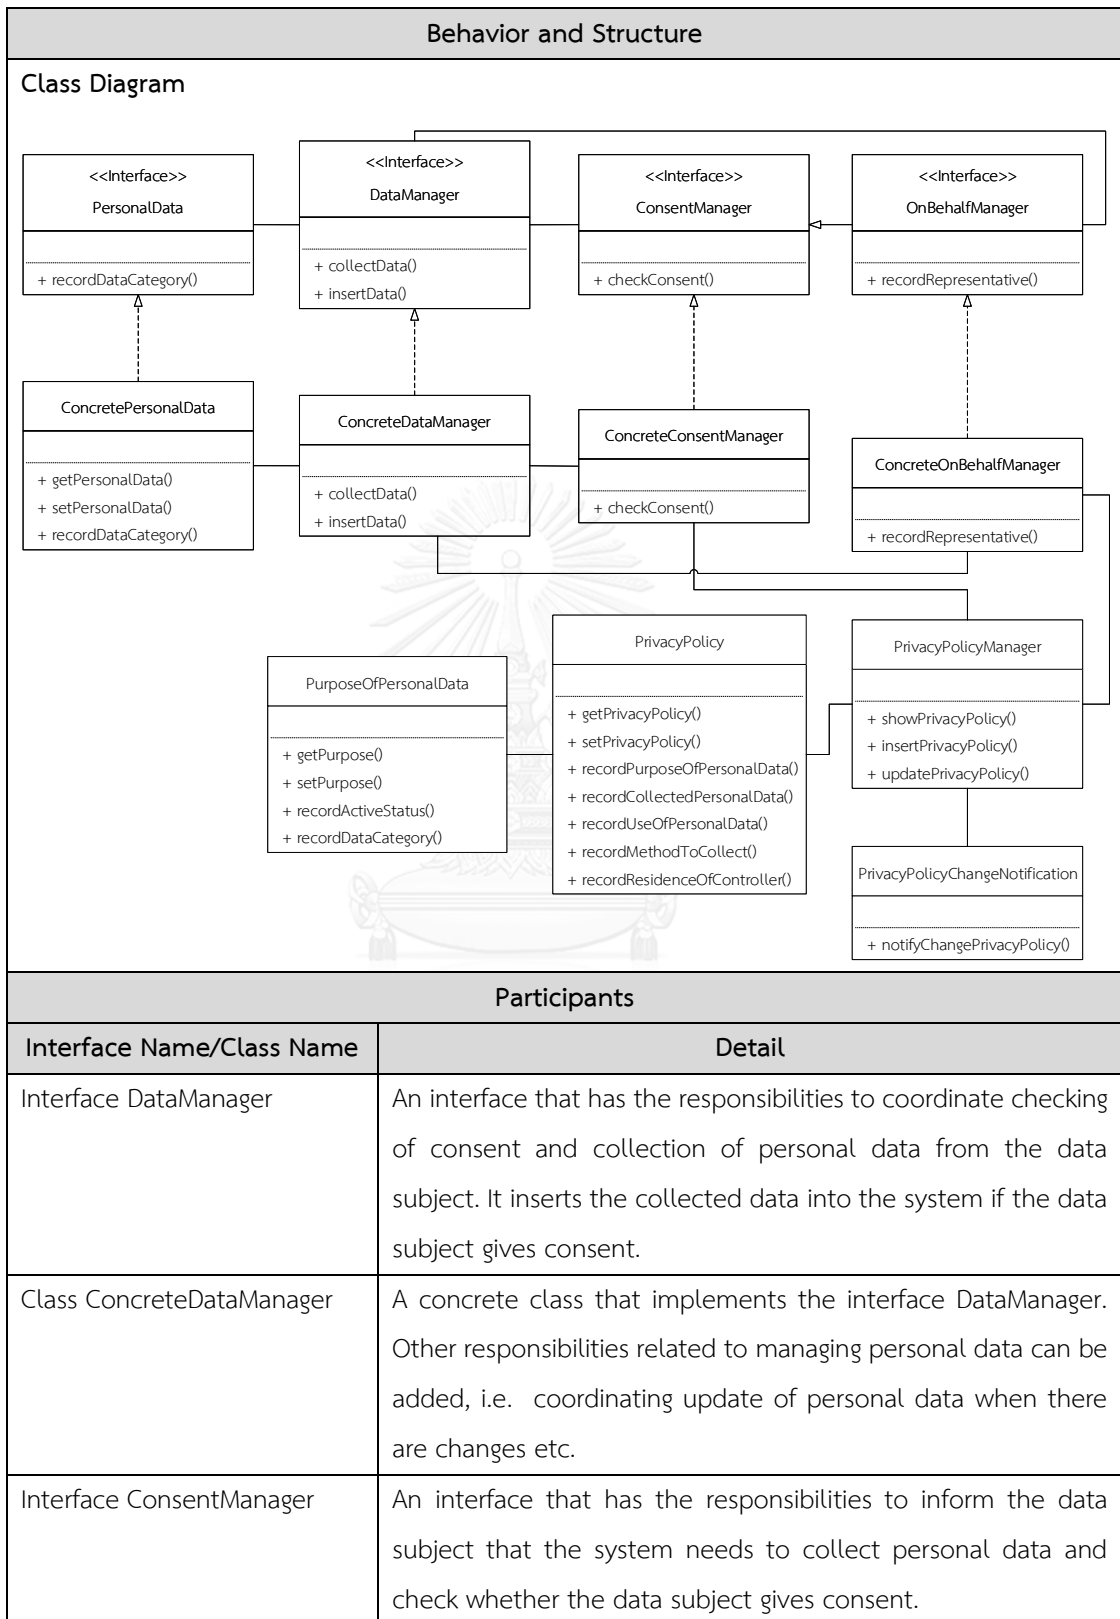 Behavior and Structure
Class Diagram
<<Interface>>
PersonalData
+ recordDataCategory()
<<Interface>>
DataManager
+ collectData()
+ insertData()
<<Interface>>
ConsentManager
+ checkConsent()
<<Interface>>
OnBehalfManager
+ recordRepresentative()
ConcretePersonalData
+ getPersonalData()
+ setPersonalData()
+ recordDataCategory()
ConcreteDataManager
+ collectData()
+ insertData()
ConcreteConsentManager
+ checkConsent()
ConcreteOnBehalfManager
+ recordRepresentative()
PurposeOfPersonalData
+ getPurpose()
+ setPurpose()
+ recordActiveStatus()
+ recordDataCategory()
PrivacyPolicy
+ getPrivacyPolicy()
+ setPrivacyPolicy()
+ recordPurposeOfPersonalData()
+ recordCollectedPersonalData()
+ recordUseOfPersonalData()
+ recordMethodToCollect()
+ recordResidenceOfController()
PrivacyPolicyManager
+ showPrivacyPolicy()
+ insertPrivacyPolicy()
+ updatePrivacyPolicy()
PrivacyPolicyChangeNotification
+ notifyChangePrivacyPolicy()
Participants
Interface Name/Class Name
Detail
Interface DataManager
An interface that has the responsibilities to coordinate checking
of consent and collection of personal data from the data
subject. It inserts the collected data into the system if the data
subject gives consent.
Class ConcreteDataManager
A concrete class that implements the interface DataManager.
Other responsibilities related to managing personal data can be
added, i.e. coordinating update of personal data when there
are changes etc.
Interface ConsentManager
An interface that has the responsibilities to inform the data
subject that the system needs to collect personal data and
check whether the data subject gives consent.